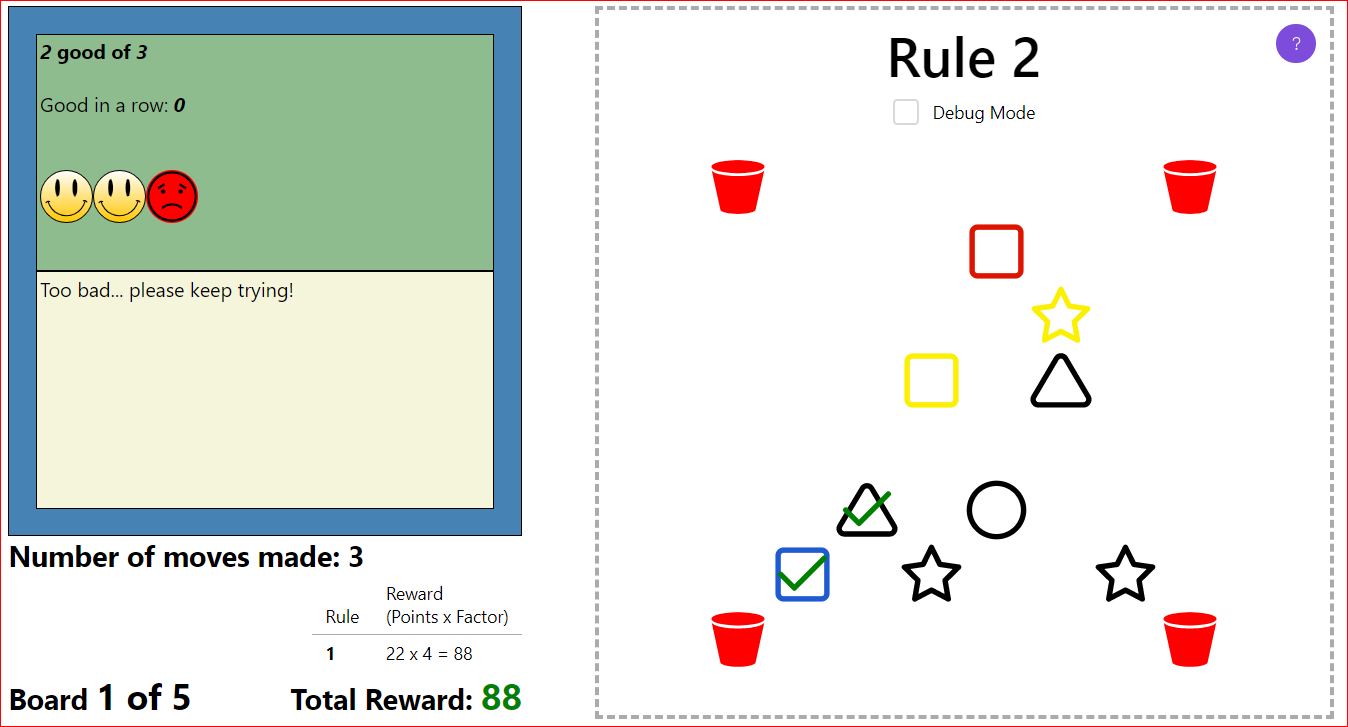 2 good of 3
Good in a row: 0
Too bad... please keep trying!
Number of moves made: 3
Rule Reward (Points x Factor)
1 22 x 4 = 88
Board 1 of 5
Total Reward: 88
Rule 2
?
Debug Mode